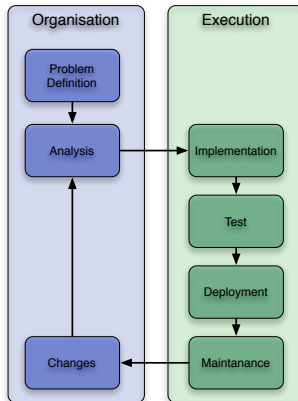 Organisation
Execution
Problem
Definition
Analysis
Implementation
Test
Deployment
Changes
Maintanance